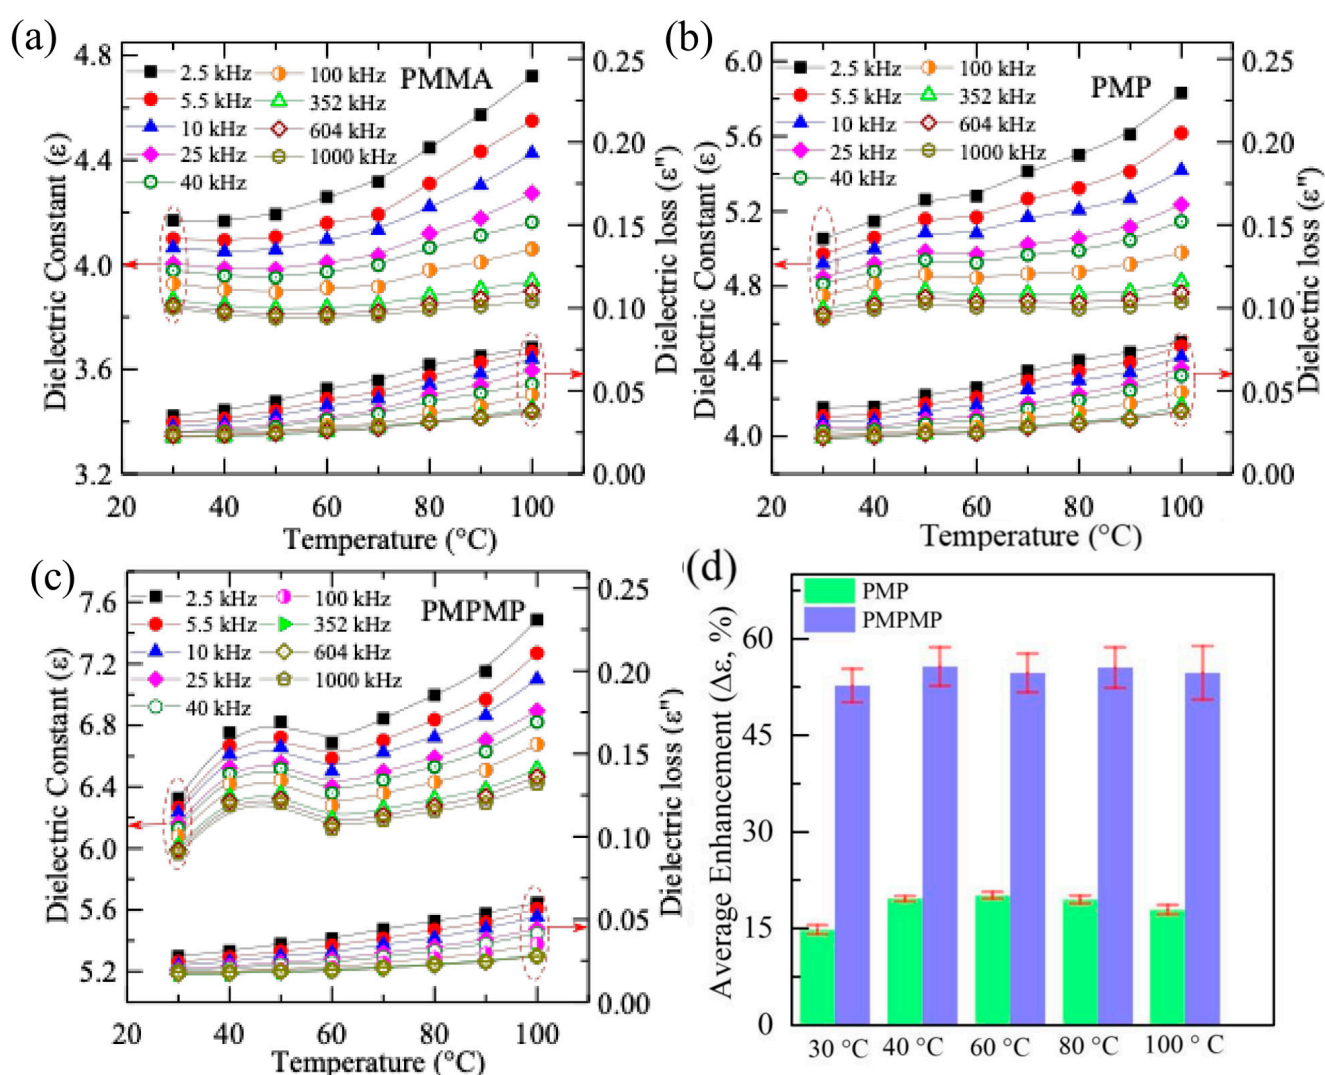 (a)
4.8
4.4
4.0
3.6
3.2
Dielectric Constant (ε)
2.5 kHz
5.5 kHz
10 kHz
25 kHz
40 kHz
100 kHz
352 kHz
604 kHz
1000 kHz
PMMA
0.25
0.20
0.15
0.10
0.05
0.00
Dielectric loss (ε")
20 40 60 80 100
Temperature (°C)
(b)
6.0
5.6
5.2
4.8
4.4
4.0
Dielectric Constant (ε)
2.5 kHz
5.5 kHz
10 kHz
25 kHz
40 kHz
100 kHz
352 kHz
604 kHz
1000 kHz
PMP
0.25
0.20
0.15
0.10
0.05
0.00
Dielectric loss (ε")
20 40 60 80 100
Temperature (°C)
(c)
7.6
7.2
6.8
6.4
6.0
5.6
5.2
Dielectric Constant (ε)
2.5 kHz
5.5 kHz
10 kHz
25 kHz
40 kHz
100 kHz
352 kHz
604 kHz
1000 kHz
PMPMP
0.25
0.20
0.15
0.10
0.05
0.00
Dielectric loss (ε")
20 40 60 80 100
Temperature (°C)
(d)
PMP
PMPMP
60
45
30
15
0
Average Enhancement (Δε, %)
30 °C 40 °C 60 °C 80 °C 100 ° C